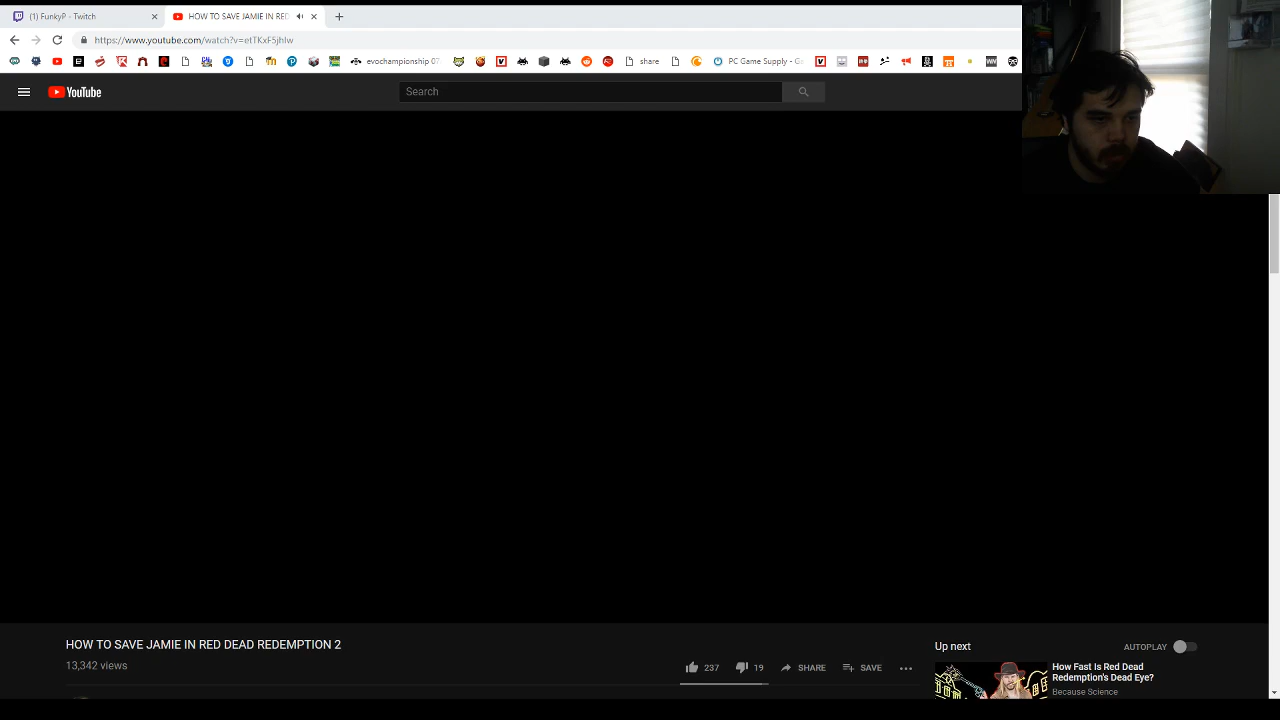 (1) FunkyP - Twitch
HOW TO SAVE JAMIE IN RED
https://www.youtube.com/watch?v=etTKxF5jhIw
evochampionship 07
share
PC Game Supply - Ga
YouTube
Search
HOW TO SAVE JAMIE IN RED DEAD REDEMPTION 2
13,342 views
237
19
SHARE
SAVE
Up next
AUTOPLAY
How Fast Is Red Dead
Redemption's Dead Eye?
Because Science